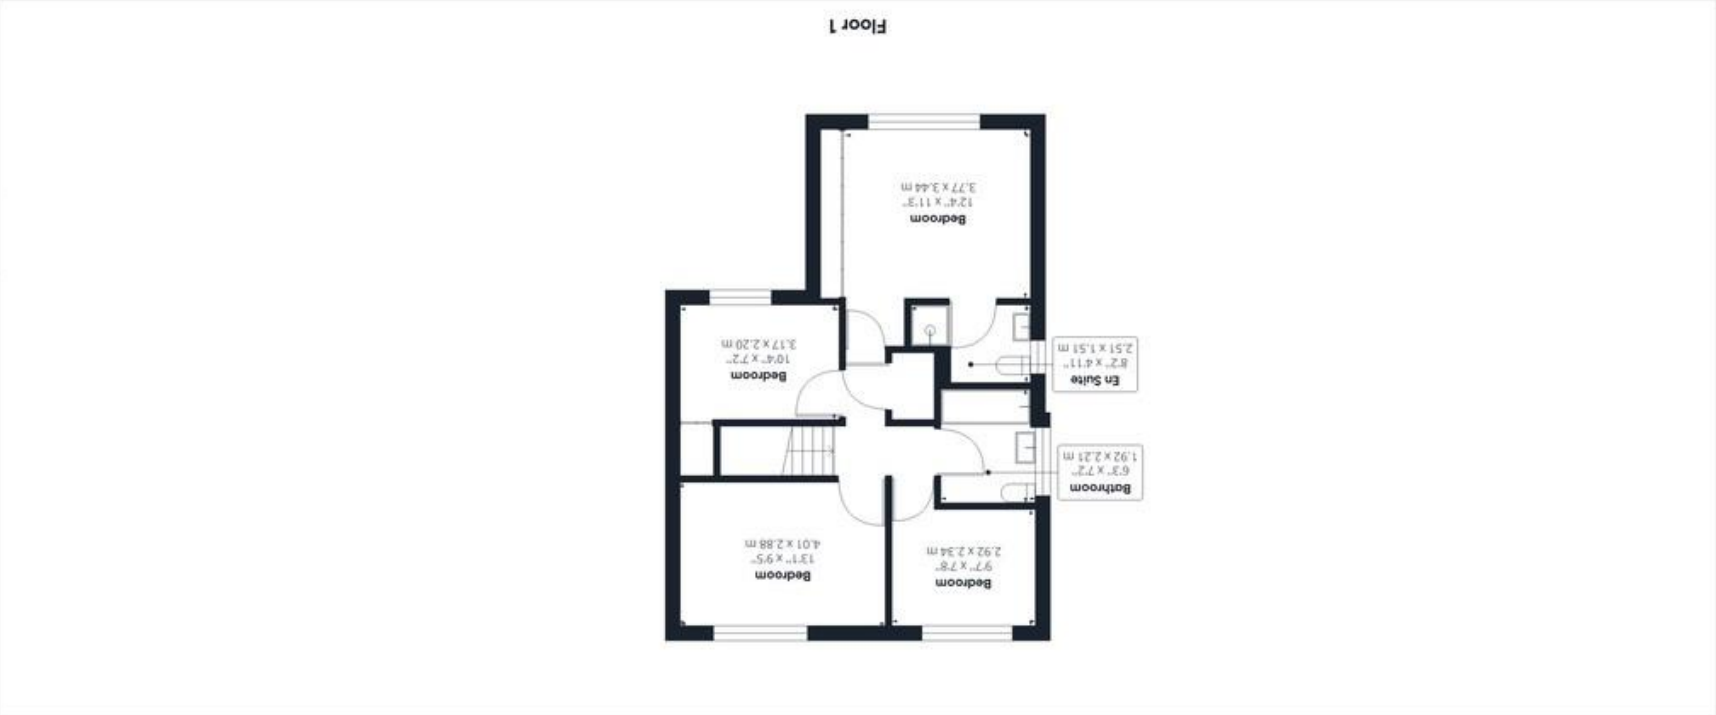 Bedroom
9'7" x 7'8"
2.92 x 2.34 m
Bedroom
13'1" x 9'5"
4.01 x 2.88 m
Bathroom
6'3" x 7'2"
1.92 x 2.21 m
En Suite
8'2" x 4'11"
2.51 x 1.51 m
Bedroom
10'4" x 7'2"
3.17 x 2.20 m
Bedroom
12'4" x 11'3"
3.77 x 3.44 m
Floor 1